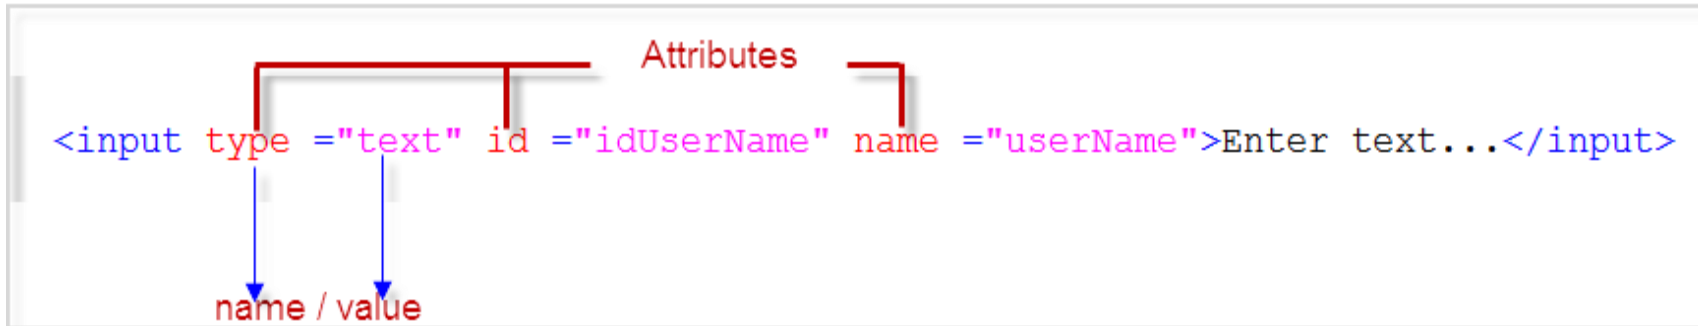 Attributes
<input type ="text" id ="idUserName" name ="userName">Enter text...</input>
name / value